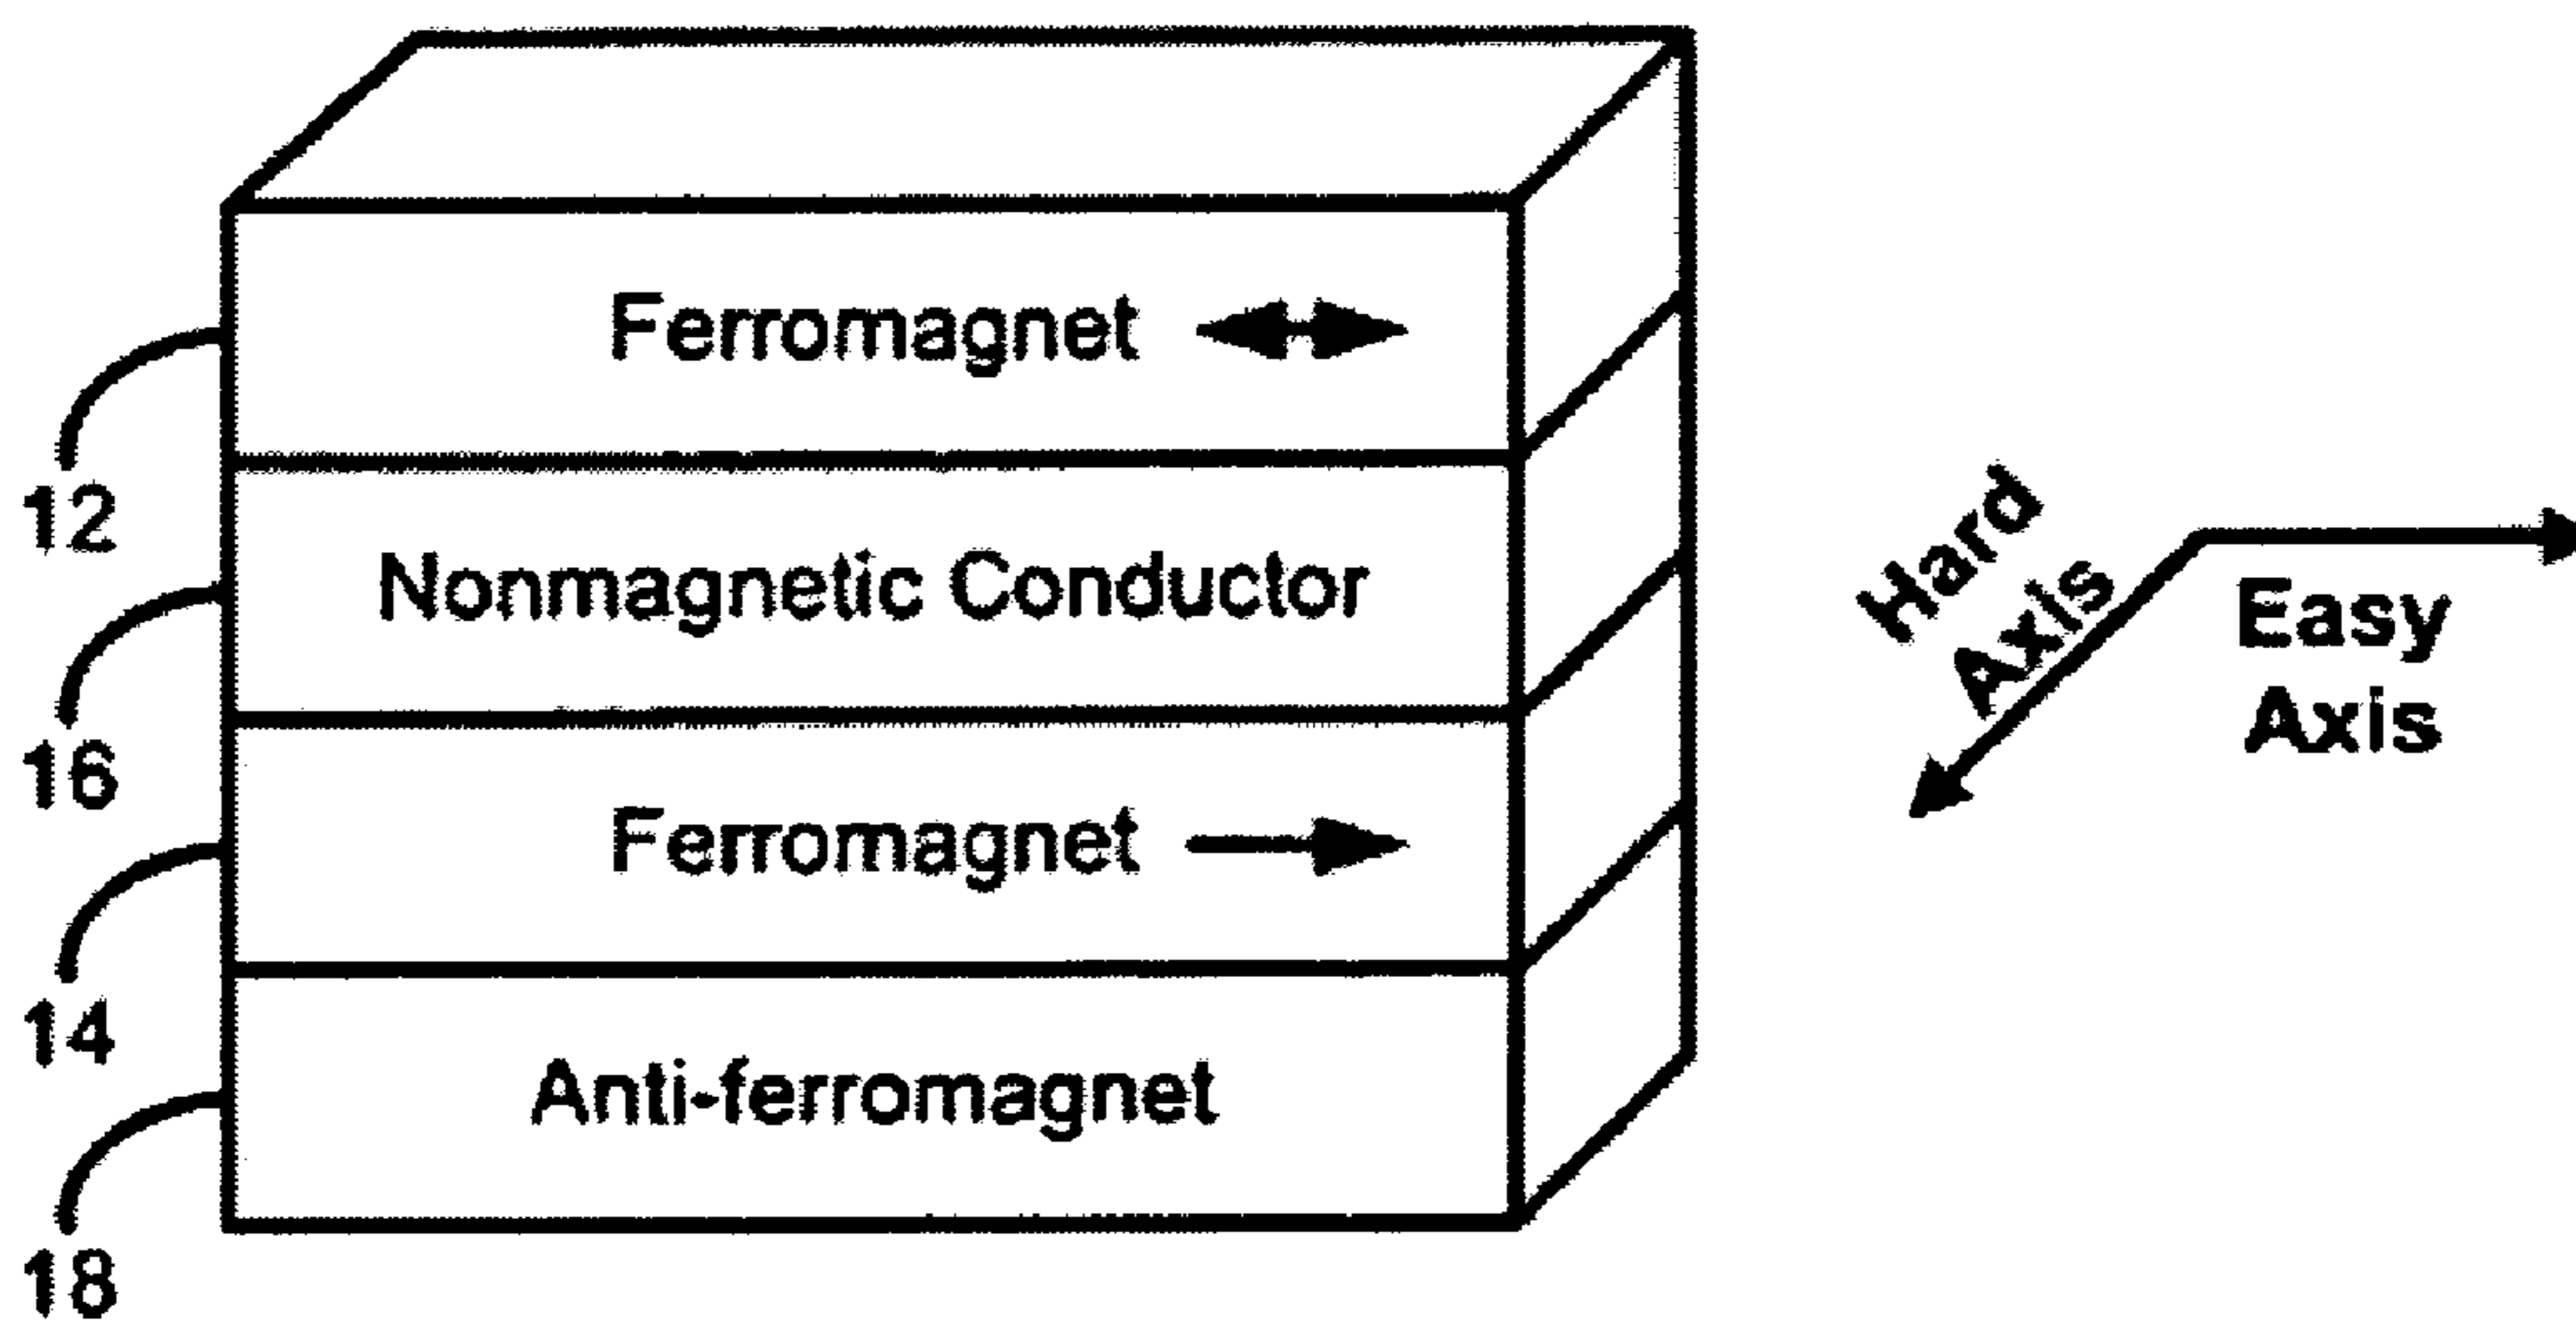 Ferromagnet
12
Nonmagnetic Conductor
16
Ferromagnet
14
Anti-ferromagnet
18
Hard
Axis
Easy
Axis